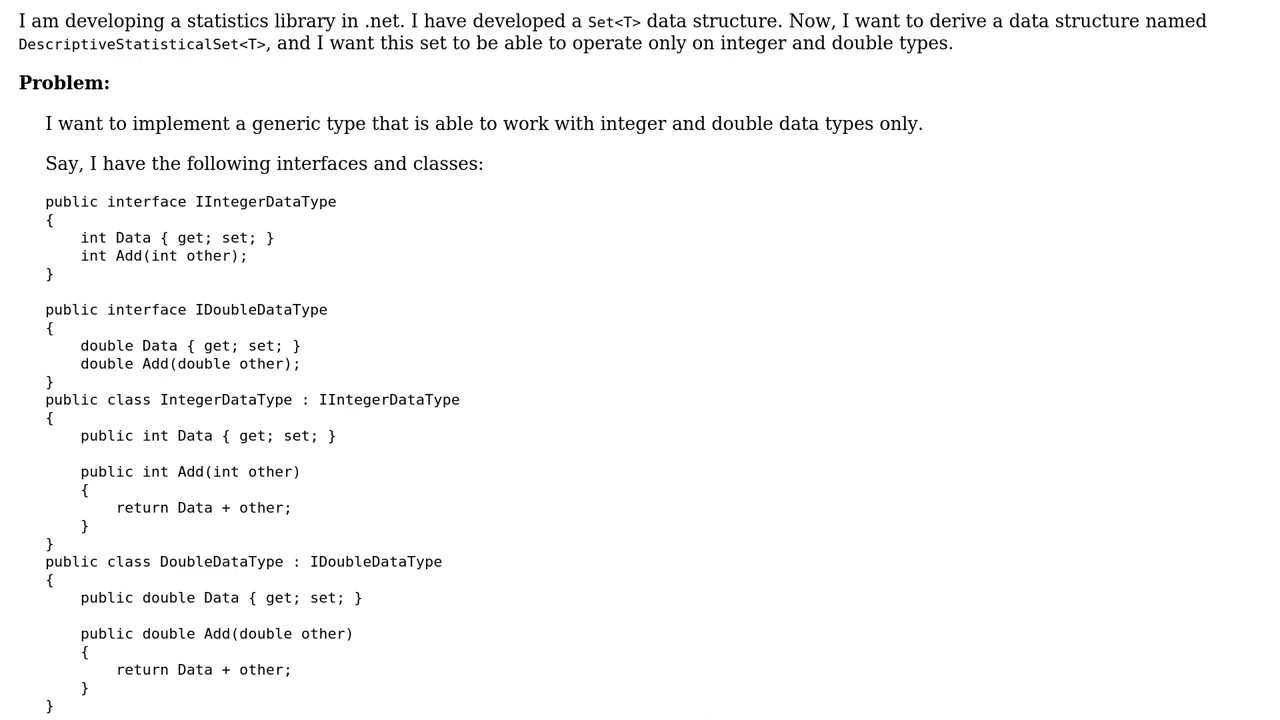 I am developing a statistics library in .net. I have developed a Set<T> data structure. Now, I want to derive a data structure named
DescriptiveStatisticalSet<T>, and I want this set to be able to operate only on integer and double types.
Problem:
I want to implement a generic type that is able to work with integer and double data types only.
Say, I have the following interfaces and classes:
public interface IIntegerDataType
{
    int Data { get; set; }
    int Add(int other);
}

public interface IDoubleDataType
{
    double Data { get; set; }
    double Add(double other);
}
public class IntegerDataType : IIntegerDataType
{
    public int Data { get; set; }

    public int Add(int other)
    {
        return Data + other;
    }
}
public class DoubleDataType : IDoubleDataType
{
    public double Data { get; set; }

    public double Add(double other)
    {
        return Data + other;
    }
}